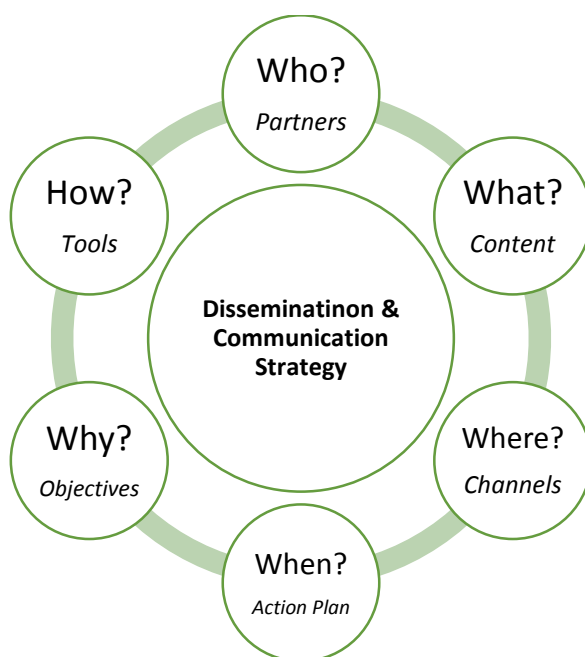 Who?
Partners
What?
Content
Where?
Channels
When?
Action Plan
Why?
Objectives
How?
Tools
Disseminatinon &
Communication
Strategy